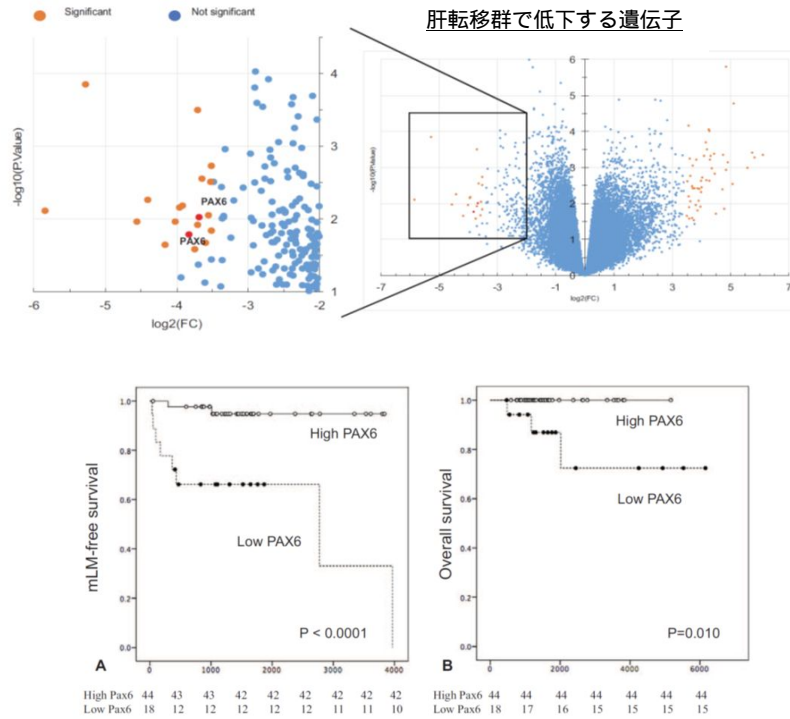 Significant
Not significant
肝転移群で低下する遺伝子
4
3
2
1
-log10(P.Value)
PAX6
PAX6
-6
-5
-4
-3
-2
log2(FC)
6
5
4
3
2
1
0
-log10(P.Value)
-7
-5
-3
-1
1
3
5
7
log2(FC)
1.0
0.8
0.6
0.4
0.2
0.0
mLM-free survival
High PAX6
Low PAX6
P < 0.0001
A
0
1000
2000
3000
4000
High Pax6 44 43 43 42 42 42 42 42 42
Low Pax6 18 12 12 12 12 12 11 11 10
1.0
0.8
0.6
0.4
0.2
0.0
Overall survival
High PAX6
Low PAX6
P=0.010
B
0
2000
4000
6000
High Pax6 44 44 44 44 44 44 44
Low Pax6 18 17 16 15 15 15 15